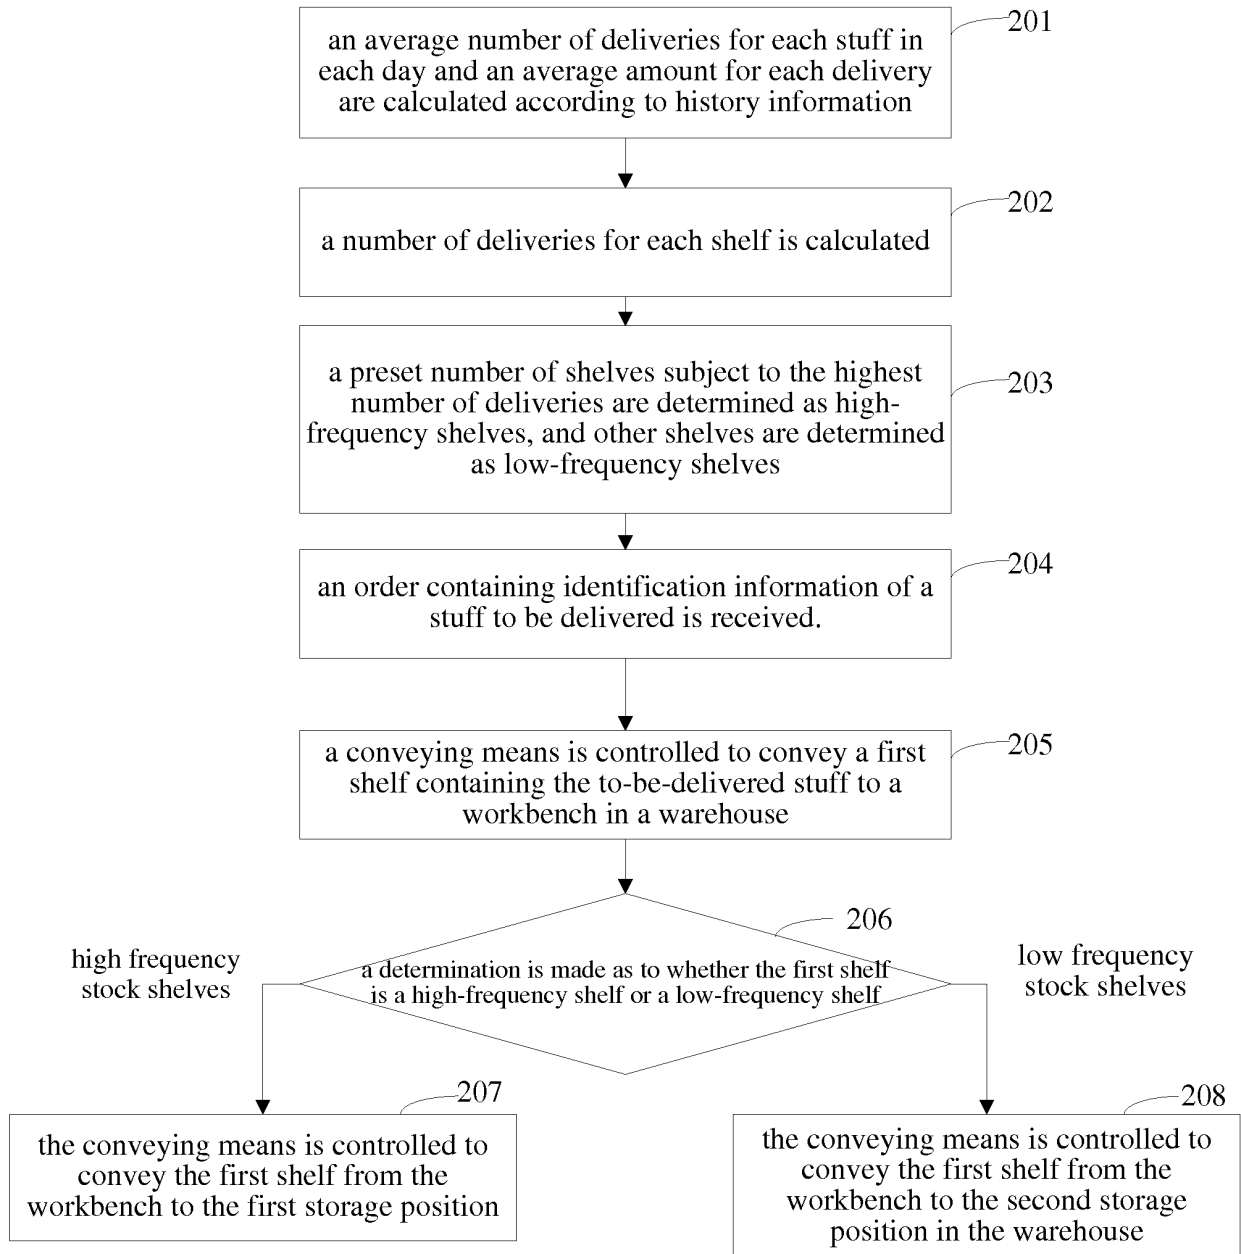 an average number of deliveries for each stuff in
each day and an average amount for each delivery
are calculated according to history information
201
a number of deliveries for each shelf is calculated
202
a preset number of shelves subject to the highest
number of deliveries are determined as high-
frequency shelves, and other shelves are determined
as low-frequency shelves
203
an order containing identification information of a
stuff to be delivered is received.
204
a conveying means is controlled to convey a first
shelf containing the to-be-delivered stuff to a
workbench in a warehouse
205
206
high frequency
stock shelves
a determination is made as to whether the first shelf
is a high-frequency shelf or a low-frequency shelf
low frequency
stock shelves
207
the conveying means is controlled to
convey the first shelf from the
workbench to the first storage position
208
the conveying means is controlled to
convey the first shelf from the
workbench to the second storage
position in the warehouse